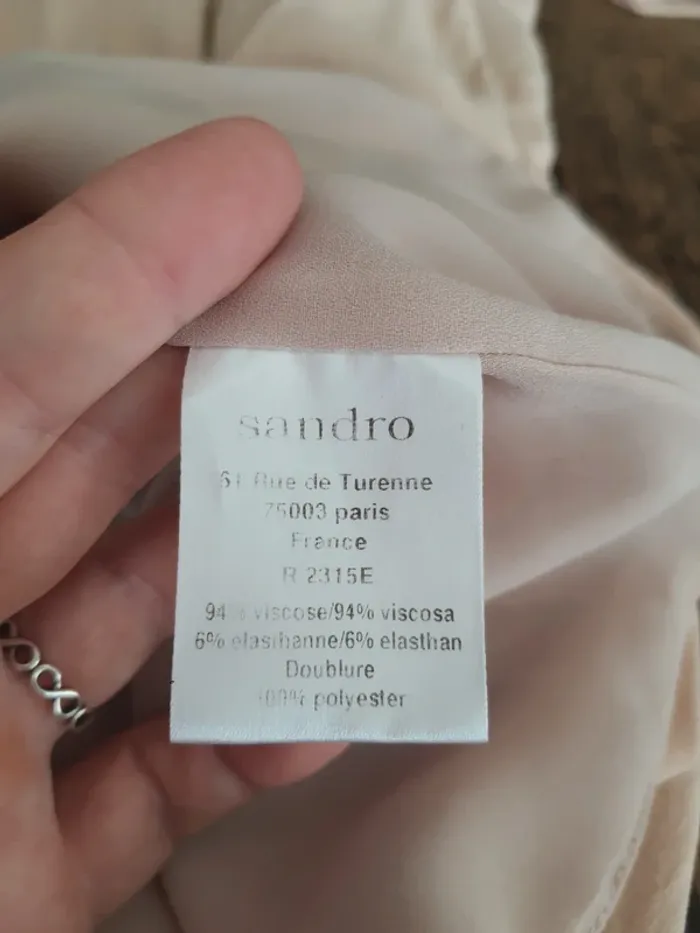 sandro
61 Rue de Turenne
75003 paris
France
R 2315E
94% viscose/94% viscosa
6% elasthanne/6% elasthan
Doublure
100% polyester